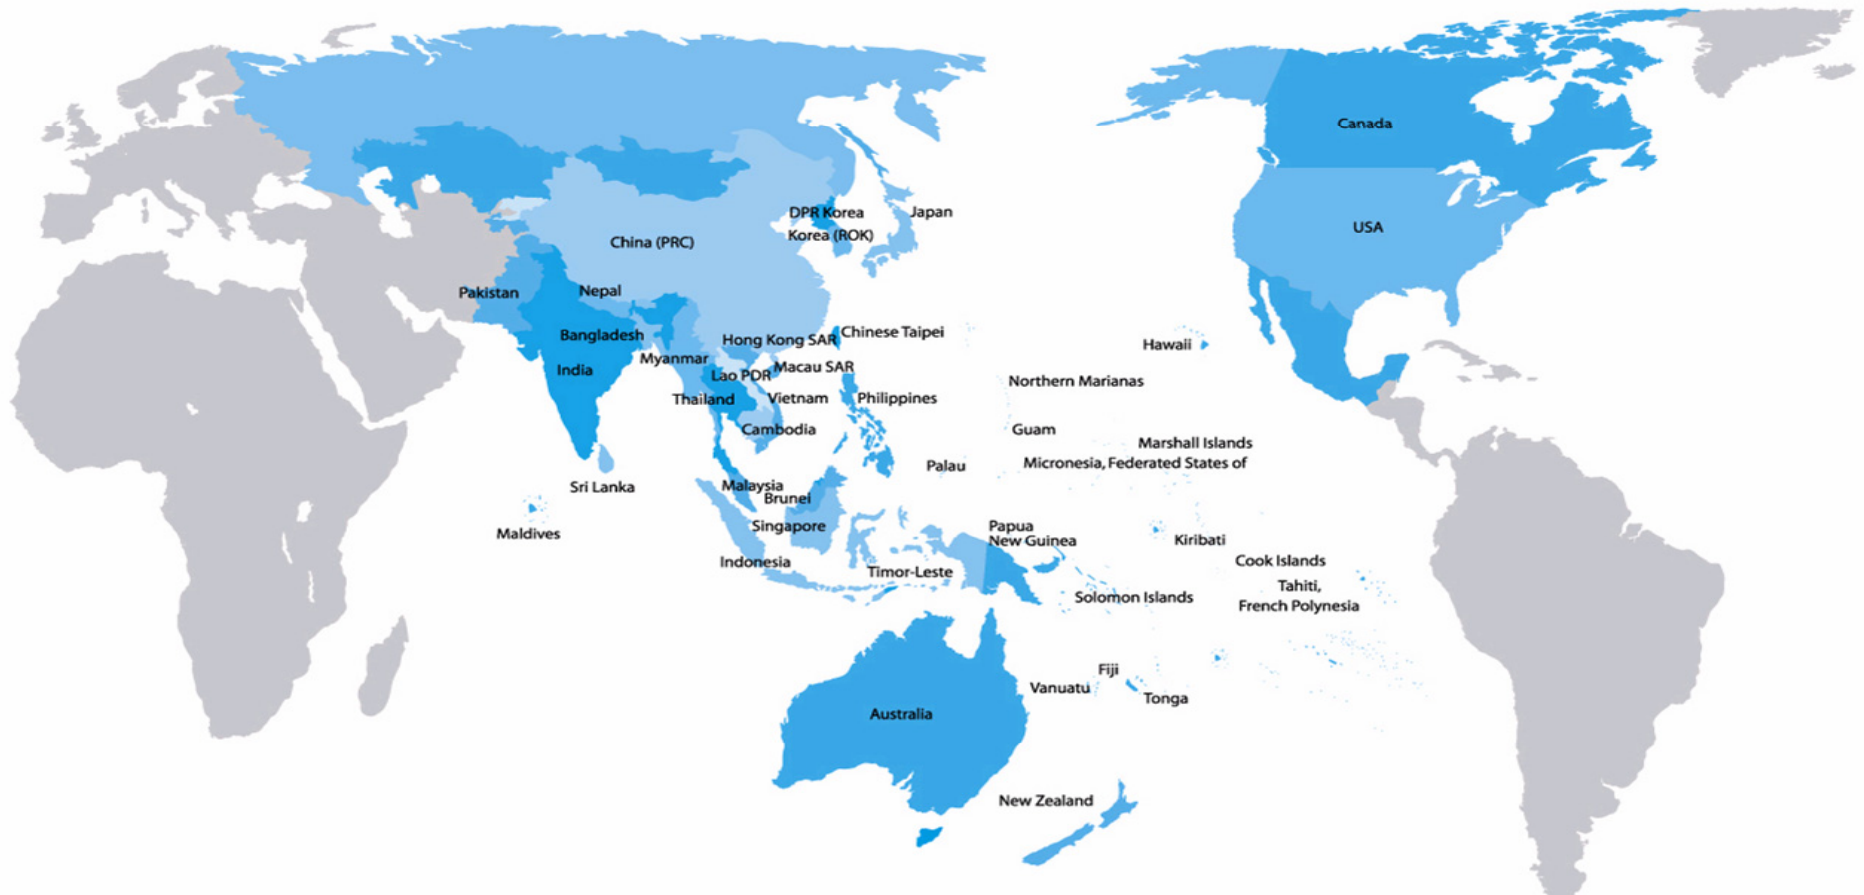 Canada
DPR Korea
Japan
USA
Korea (ROK)
China (PRC)
Pakistan
Nepal
Bangladesh
Hong Kong SAR
Chinese Taipei
Hawaii
Myanmar
Macau SAR
India
Lao PDR
Northern Marianas
Thailand
Vietnam
Philippines
Cambodia
Guam
Marshall Islands
Palau
Micronesia, Federated States of
Sri Lanka
Malaysia
Brunei
Maldives
Singapore
Papua
New Guinea
Kiribati
Indonesia
Cook Islands
Timor-Leste
Tahiti,
French Polynesia
Solomon Islands
Fiji
Vanuatu
Tonga
Australia
New Zealand